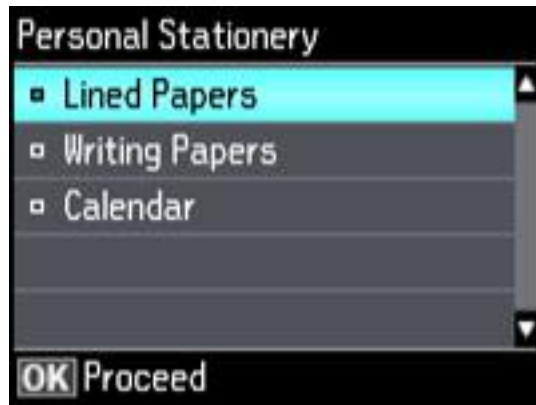 Personal Stationery
Lined Papers
Writing Papers
Calendar
OK Proceed